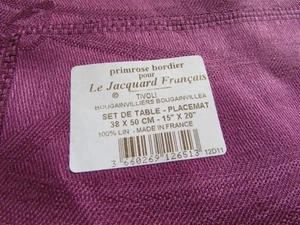 primrose bordier
pour
Le Jacquard Français
® TIVOLI
BOUGAINVILLIERS BOUGAINVILLEA
SET DE TABLE - PLACEMAT
38 X 50 CM - 15" X 20"
100% LIN - MADE IN FRANCE
3 660269 126513
12D11